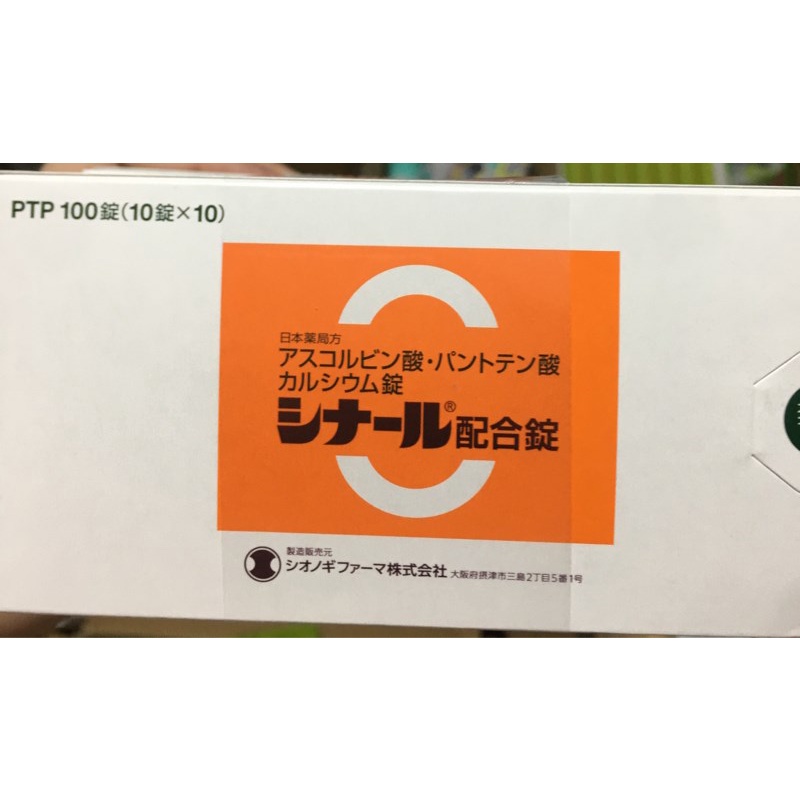 PTP 100錠(10錠×10)
日本薬局方
アスコルビン酸・パントテン酸
カルシウム錠
シナール®配合錠
製造販売元
シオノギファーマ株式会社 大阪府摂津市三島2丁目5番1号